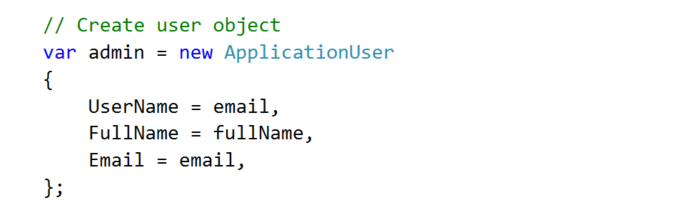 // Create user object
var admin = new ApplicationUser
{
    UserName = email,
    FullName = fullName,
    Email = email,
};